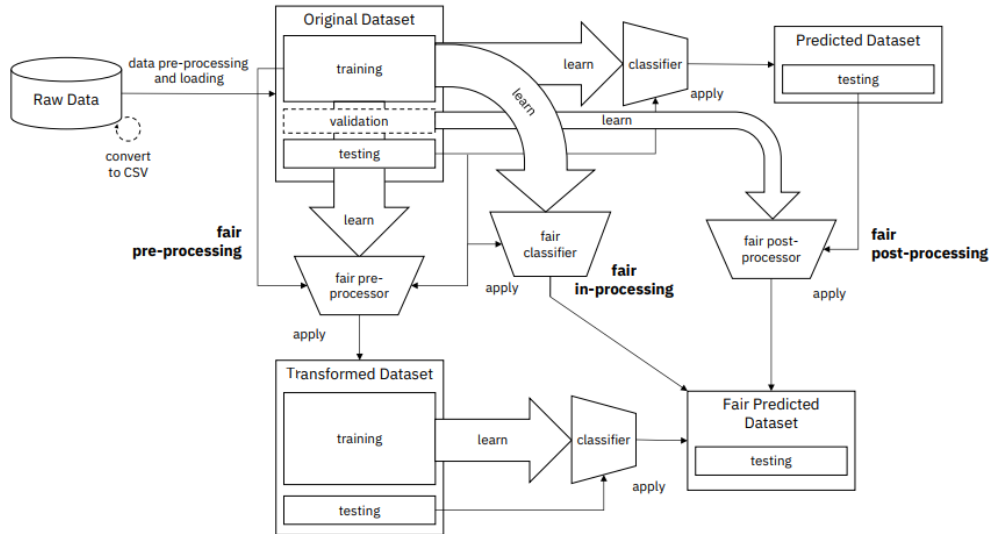 Original Dataset
training
validation
testing
data pre-processing
and loading
Raw Data
convert
to CSV
learn
classifier
apply
Predicted Dataset
testing
learn
learn
learn
fair
pre-processing
fair pre-
processor
apply
fair
classifier
apply
fair
in-processing
fair post-
processor
apply
fair
post-processing
Transformed Dataset
training
testing
learn
classifier
apply
Fair Predicted
Dataset
testing